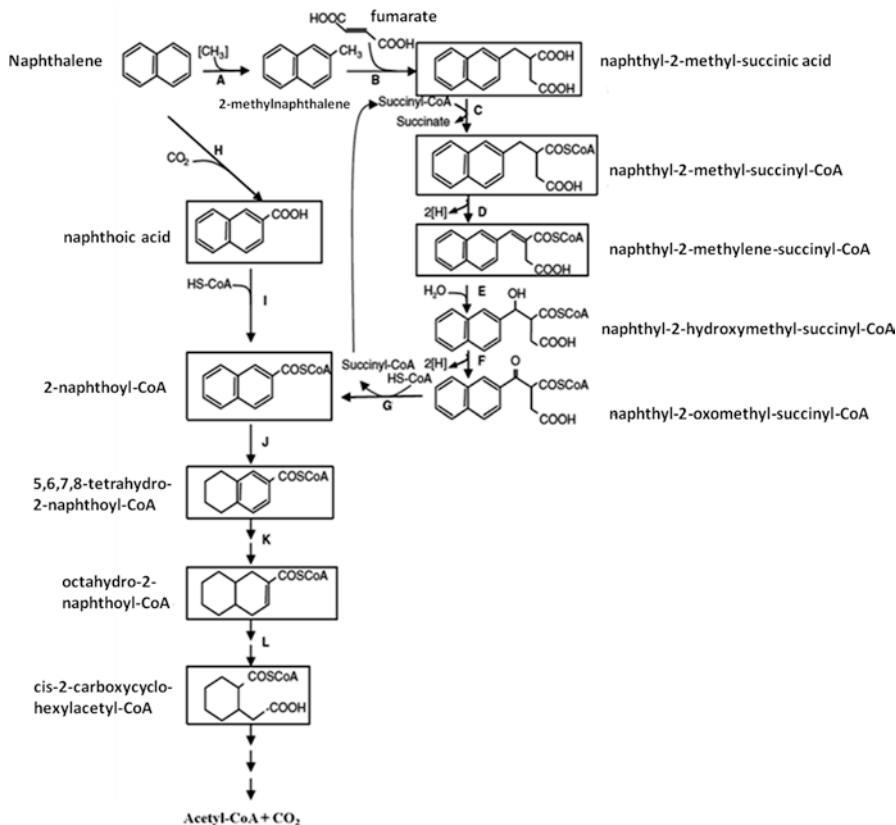 HOOC
fumarate
COOH
Naphthalene
[CH₃]
A
CH₃
B
2-methylnaphthalene
COOH
COOH
naphthyl-2-methyl-succinic acid
Succinyl-CoA
Succinate
C
CO₂
H
COSCoA
COOH
naphthyl-2-methyl-succinyl-CoA
2[H]
D
naphthoic acid
COOH
COSCoA
COOH
naphthyl-2-methylene-succinyl-CoA
HS-CoA
I
H₂O
E
OH
COSCoA
COOH
naphthyl-2-hydroxymethyl-succinyl-CoA
2-naphthoyl-CoA
COSCoA
Succinyl-CoA
HS-CoA
G
2[H]
F
O
COSCoA
COOH
naphthyl-2-oxomethyl-succinyl-CoA
J
5,6,7,8-tetrahydro-
2-naphthoyl-CoA
COSCoA
K
octahydro-2-
naphthoyl-CoA
COSCoA
L
cis-2-carboxycyclo-
hexylacetyl-CoA
COSCoA
COOH
Acetyl-CoA + CO₂